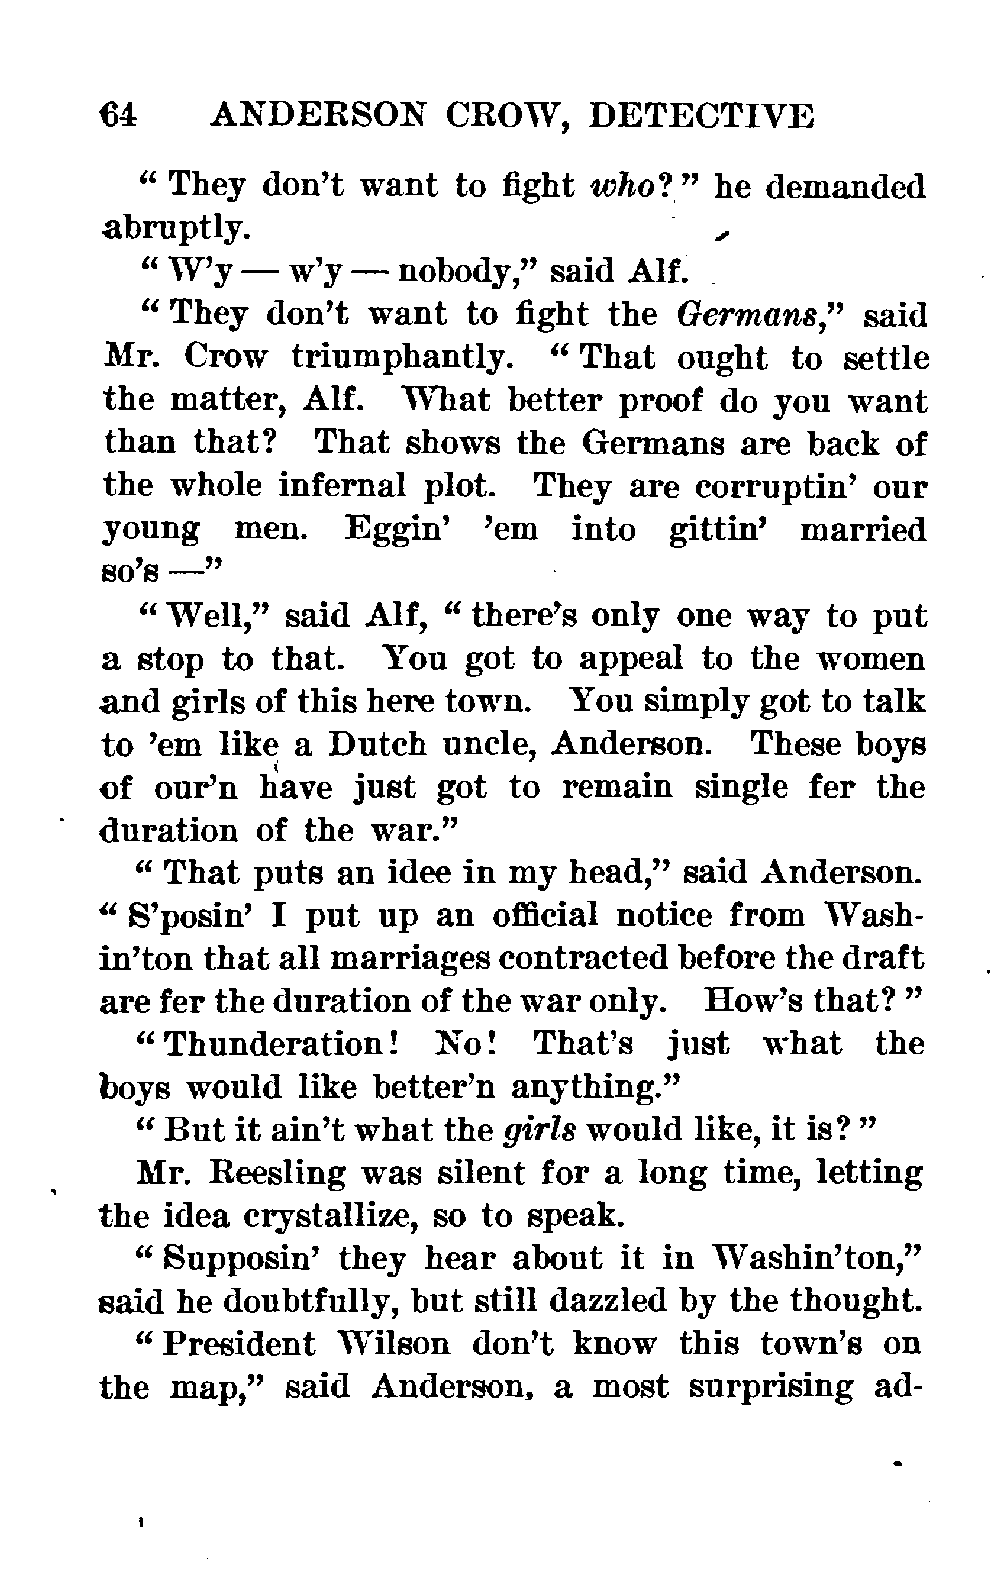 64 ANDERSON CROW, DETECTIVE
“ They don’t want to fight who? ” he demanded
abruptly.
“ W’y — w’y — nobody,” said Alf.
“ They don’t want to fight the Germans,” said
Mr. Crow triumphantly. “ That ought to settle
the matter, Alf. What better proof do you want
than that? That shows the Germans are back of
the whole infernal plot. They are corruptin’ our
young men. Eggin’ ’em into gittin’ married
so’s —”
“ Well,” said Alf, “ there’s only one way to put
a stop to that. You got to appeal to the women
and girls of this here town. You simply got to talk
to ’em like a Dutch uncle, Anderson. These boys
of our’n have just got to remain single fer the
duration of the war.”
“ That puts an idee in my head,” said Anderson.
“ S’posin’ I put up an official notice from Wash-
in’ton that all marriages contracted before the draft
are fer the duration of the war only. How’s that? ”
“ Thunderation! No! That’s just what the
boys would like better’n anything.”
“ But it ain’t what the girls would like, it is? ”
Mr. Reesling was silent for a long time, letting
the idea crystallize, so to speak.
“ Supposin’ they hear about it in Washin’ton,”
said he doubtfully, but still dazzled by the thought.
“ President Wilson don’t know this town’s on
the map,” said Anderson, a most surprising ad-